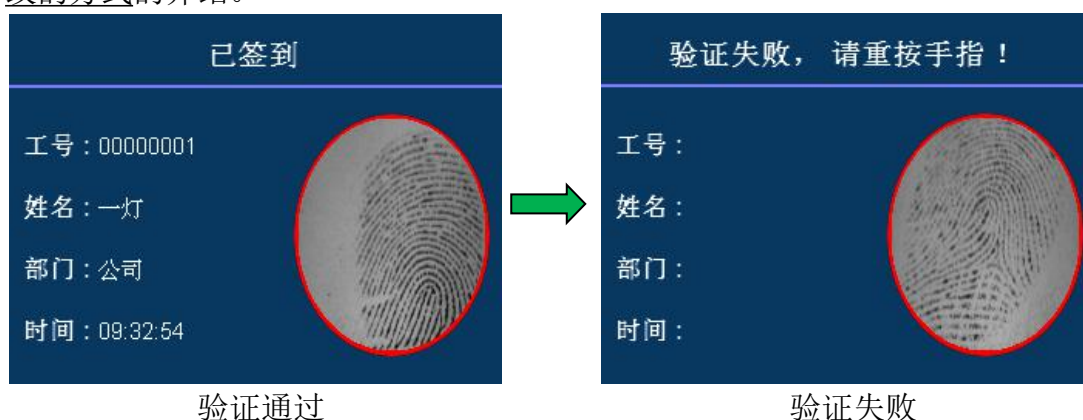 已签到
工号：00000001
姓名：一灯
部门：公司
时间：09:32:54
验证通过
验证失败， 请重按手指！
工号：
姓名：
部门：
时间：
验证失败